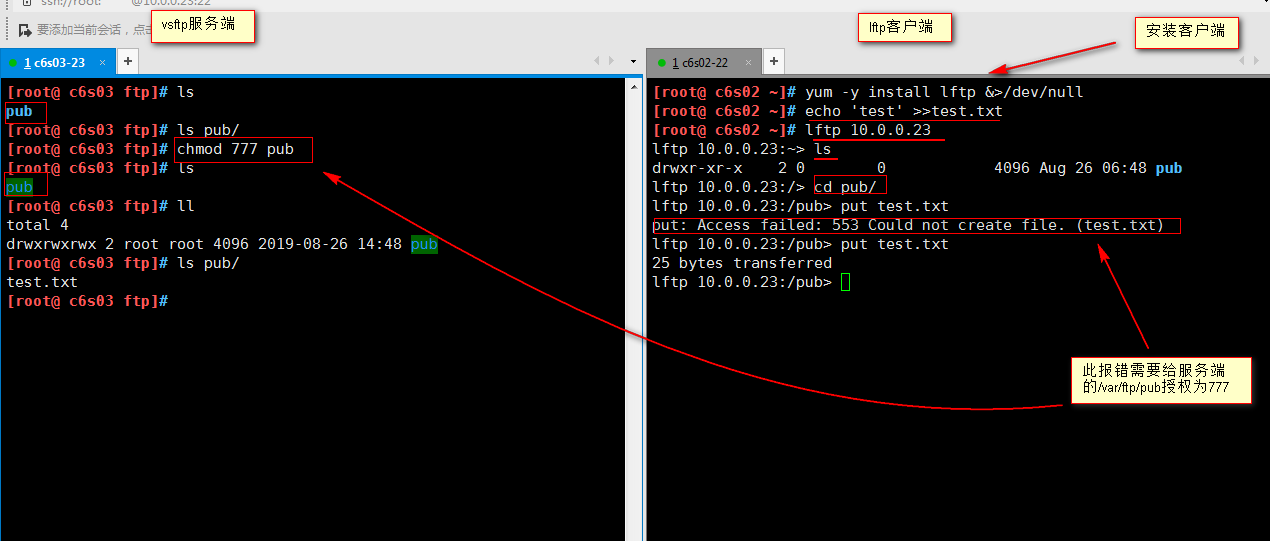 ssh://root: @10.0.0.23:22
要添加当前会话，点击
vsftp服务端
lftp客户端
安装客户端
1 c6s03-23 × +
[root@ c6s03 ftp]# ls
pub
[root@ c6s03 ftp]# ls pub/
[root@ c6s03 ftp]# chmod 777 pub
[root@ c6s03 ftp]# ls
pub
[root@ c6s03 ftp]# ll
total 4
drwxrwxrwx 2 root root 4096 2019-08-26 14:48 pub
[root@ c6s03 ftp]# ls pub/
test.txt
[root@ c6s03 ftp]#
1 c6s02-22 × +
[root@ c6s02 ~]# yum -y install lftp &>/dev/null
[root@ c6s02 ~]# echo 'test' >>test.txt
[root@ c6s02 ~]# lftp 10.0.0.23
lftp 10.0.0.23:~> ls
drwxr-xr-x    2 0        0            4096 Aug 26 06:48 pub
lftp 10.0.0.23:/> cd pub/
lftp 10.0.0.23:/pub> put test.txt
put: Access failed: 553 Could not create file. (test.txt)
lftp 10.0.0.23:/pub> put test.txt
25 bytes transferred
lftp 10.0.0.23:/pub>
此报错需要给服务端
的/var/ftp/pub授权为777